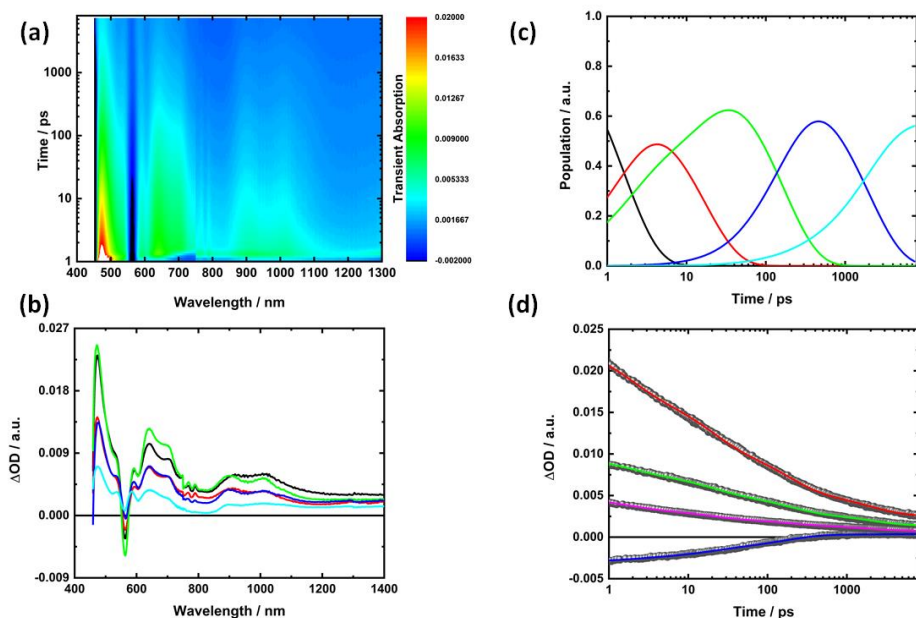 (a)
Time / ps
1000
100
10
1
400 500 600 700 800 900 1000 1100 1200 1300
Wavelength / nm
Transient Absorption
0.02000
0.01633
0.01267
0.009000
0.005333
0.001667
-0.002000
(c)
Population / a.u.
1.0
0.8
0.6
0.4
0.2
0.0
1 10 100 1000
Time / ps
(b)
ΔOD / a.u.
0.027
0.018
0.009
0.000
-0.009
400 600 800 1000 1200 1400
Wavelength / nm
(d)
ΔOD / a.u.
0.025
0.020
0.015
0.010
0.005
0.000
-0.005
1 10 100 1000
Time / ps